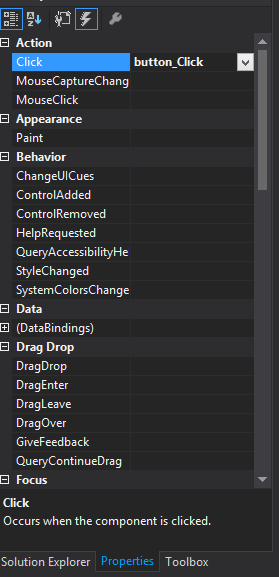 Action
Click button_Click
MouseCaptureChang
MouseClick
Appearance
Paint
Behavior
ChangeUICues
ControlAdded
ControlRemoved
HelpRequested
QueryAccessibilityHe
StyleChanged
SystemColorsChange
Data
(DataBindings)
Drag Drop
DragDrop
DragEnter
DragLeave
DragOver
GiveFeedback
QueryContinueDrag
Focus
Click
Occurs when the component is clicked.
Solution Explorer Properties Toolbox